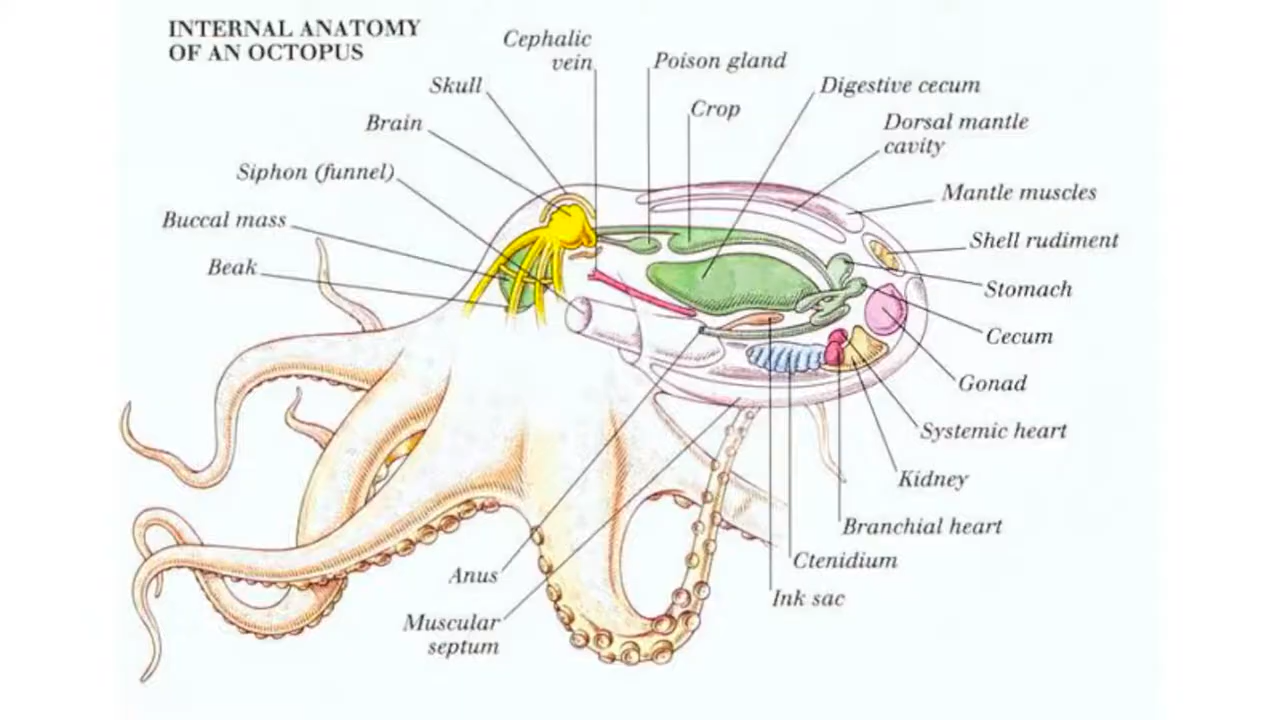 INTERNAL ANATOMY
OF AN OCTOPUS
Cephalic
vein
Poison gland
Skull
Digestive cecum
Crop
Brain
Dorsal mantle
cavity
Siphon (funnel)
Mantle muscles
Buccal mass
Shell rudiment
Beak
Stomach
Cecum
Gonad
Systemic heart
Kidney
Branchial heart
Ctenidium
Anus
Ink sac
Muscular
septum